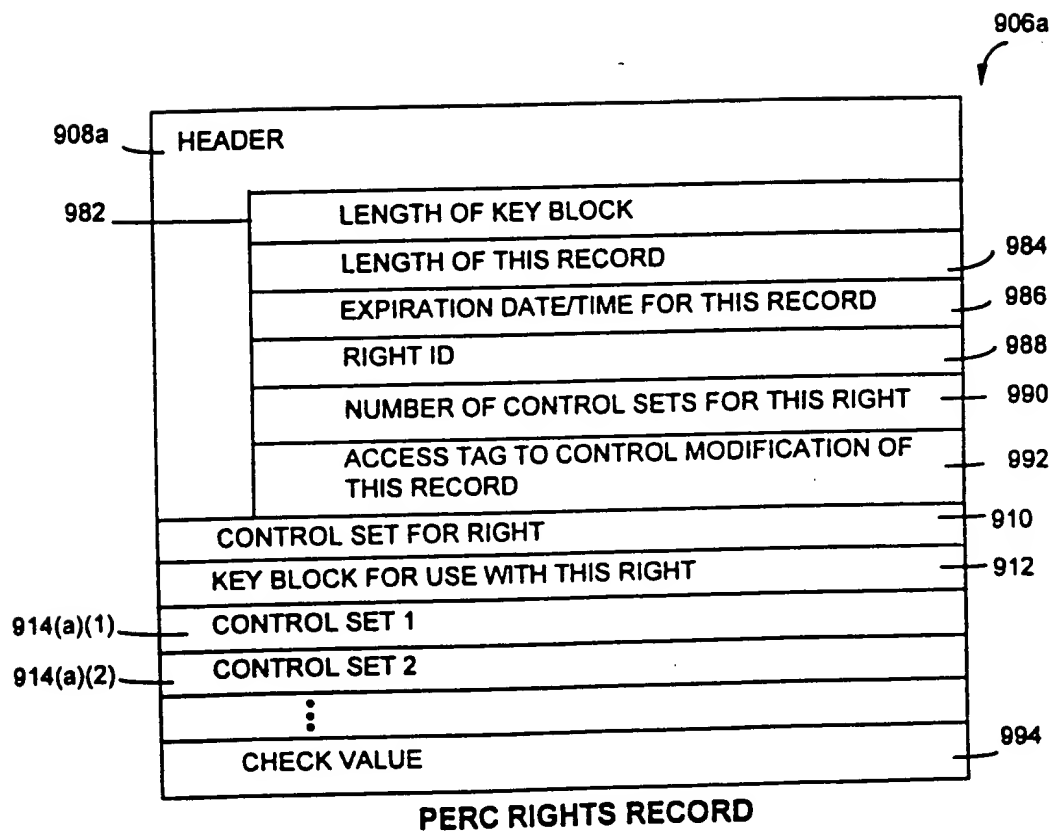 906a
908a
HEADER
982
LENGTH OF KEY BLOCK
LENGTH OF THIS RECORD
984
EXPIRATION DATE/TIME FOR THIS RECORD
986
RIGHT ID
988
NUMBER OF CONTROL SETS FOR THIS RIGHT
990
ACCESS TAG TO CONTROL MODIFICATION OF
THIS RECORD
992
CONTROL SET FOR RIGHT
910
KEY BLOCK FOR USE WITH THIS RIGHT
912
914(a)(1)
CONTROL SET 1
914(a)(2)
CONTROL SET 2
CHECK VALUE
994
PERC RIGHTS RECORD